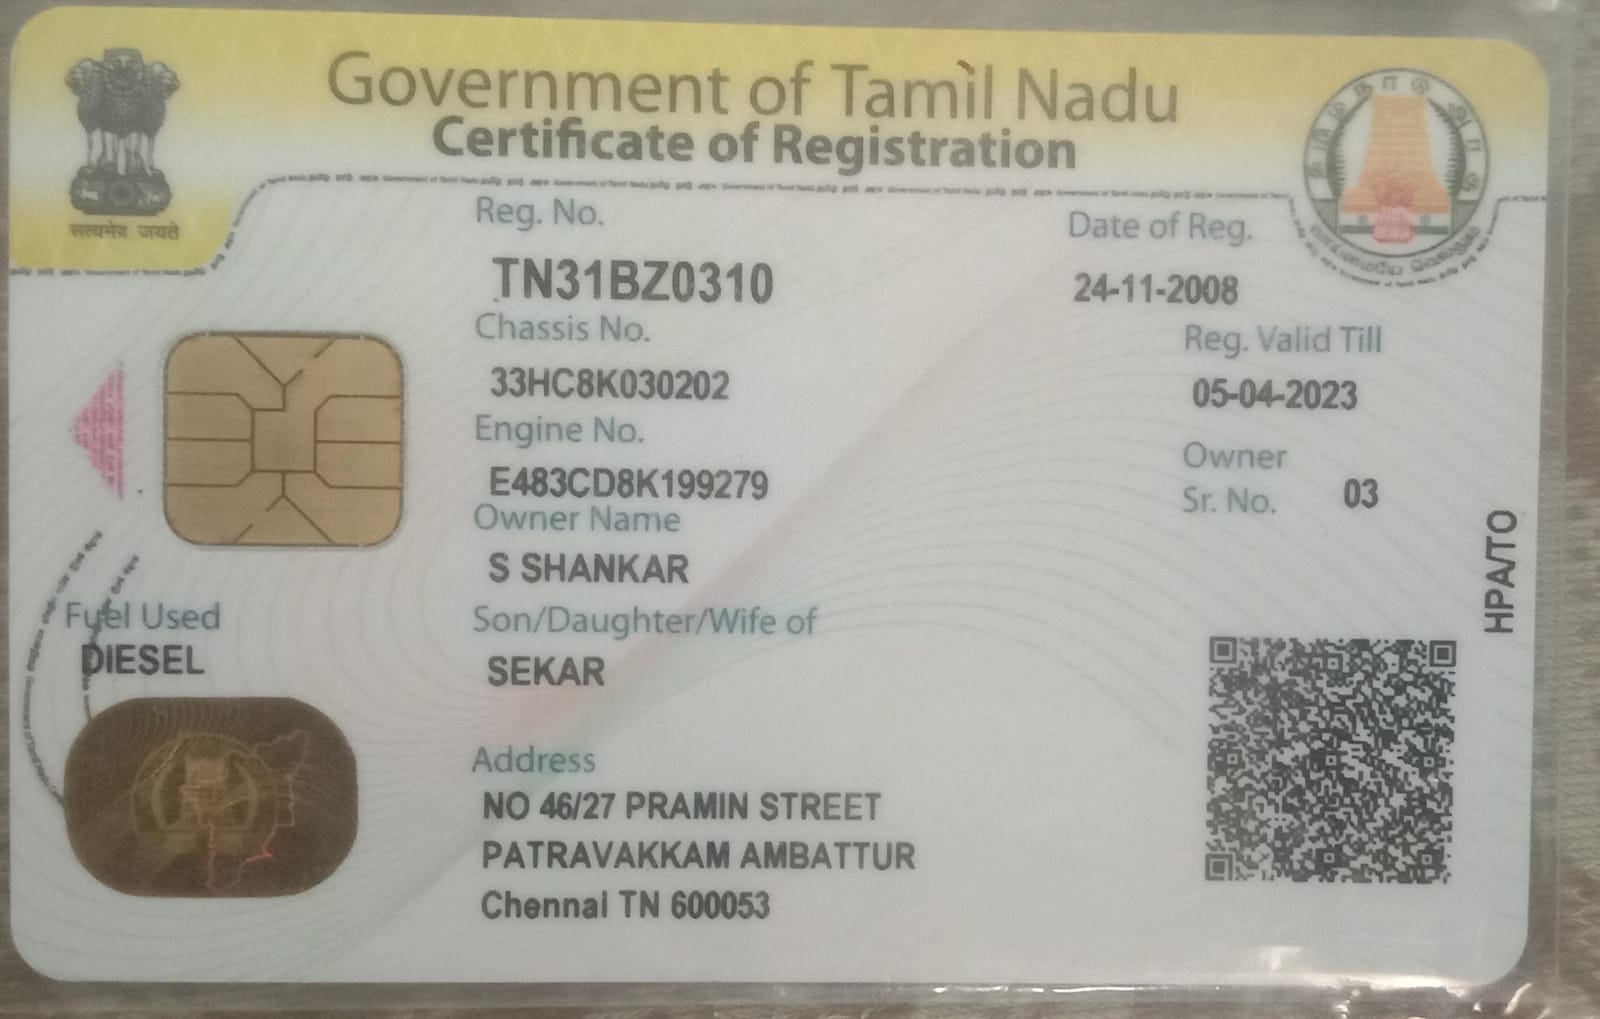 Government of Tamil Nadu
Certificate of Registration
सत्यमेव जयते
Reg. No.
TN31BZ0310
Date of Reg.
24-11-2008
Chassis No.
33HC8K030202
Reg. Valid Till
05-04-2023
Engine No.
E483CD8K199279
Owner
Sr. No. 03
Owner Name
S SHANKAR
HPA/TO
Fuel Used
DIESEL
Son/Daughter/Wife of
SEKAR
Address
NO 46/27 PRAMIN STREET
PATRAVAKKAM AMBATTUR
Chennai TN 600053